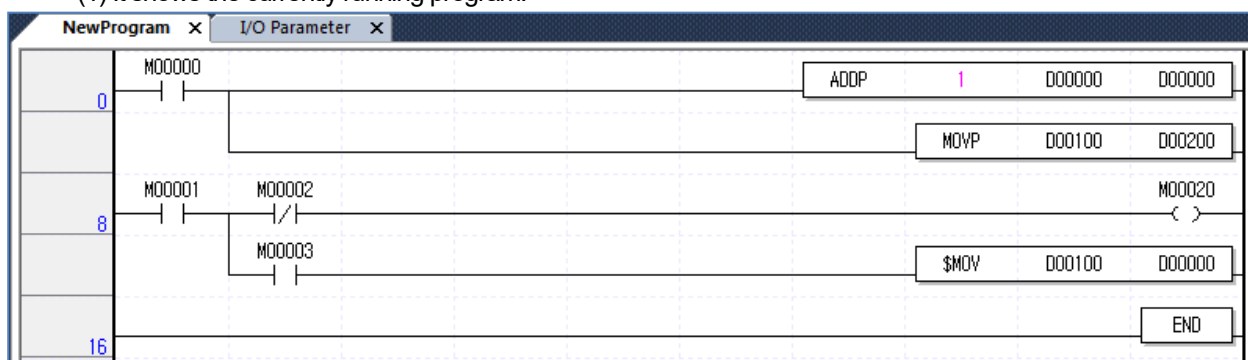 (1) It shows the currently running program.
NewProgram X I/O Parameter X
M00000
0 ADDP 1 D00000 D00000
MOVP D00100 D00200
M00001 M00002 M00020
8
M00003
$MOV D00100 D00000
END
16